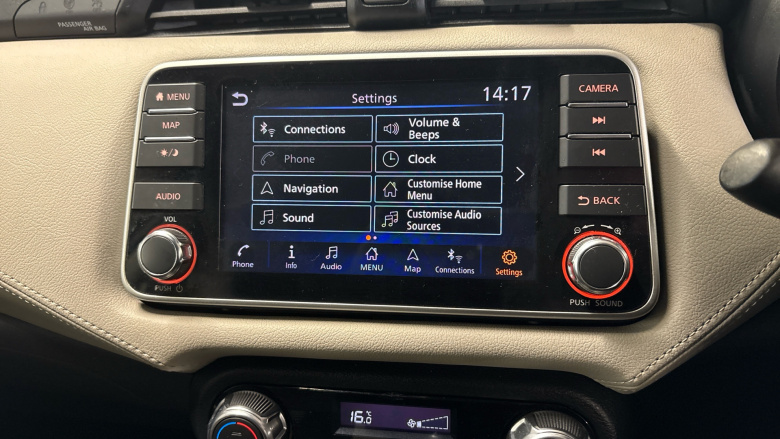 PASSENGER
AIR BAG
MENU
MAP
AUDIO
VOL
PUSH
Settings
14:17
Connections
Volume &
Beeps
Phone
Clock
Navigation
Customise Home
Menu
Sound
Customise Audio
Sources
Phone
Info
Audio
MENU
Map
Connections
Settings
CAMERA
BACK
PUSH SOUND
16.0 °C